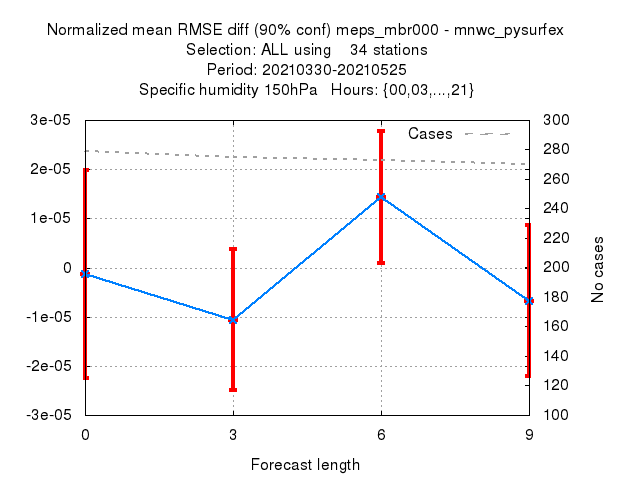 Normalized mean RMSE diff (90% conf) meps_mbr000 - mnwc_pysurfex
Selection: ALL using    34 stations
Period: 20210330-20210525
Specific humidity 150hPa   Hours: {00,03,...,21}
Cases
3e-05
2e-05
1e-05
0
-1e-05
-2e-05
-3e-05
300
280
260
240
220
200
180
160
140
120
100
No cases
0 3 6 9
Forecast length